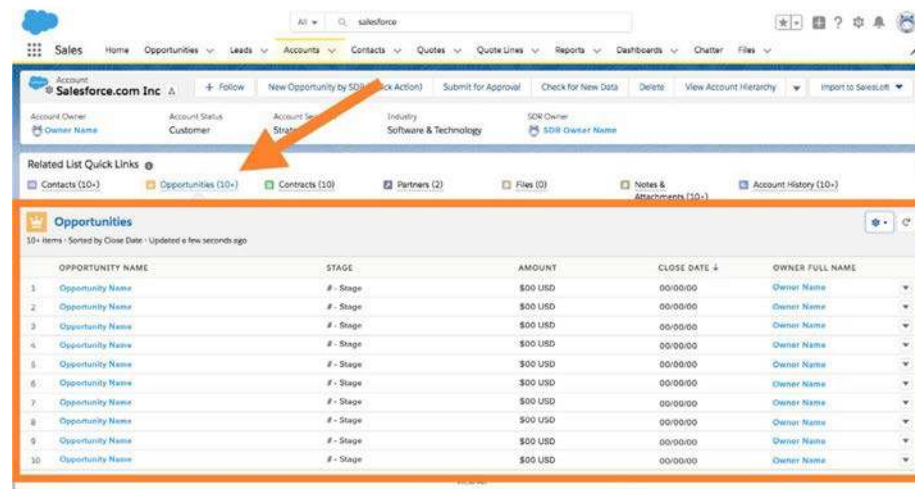 All salesforce
Sales Home Opportunities Leads Accounts Contacts Quotes Quote Lines Reports Dashboards Chatter Files
Account
Salesforce.com Inc + Follow New Opportunity by SDR Action) Submit for Approval Check for New Data Delete View Account Hierarchy Import to SalesLoft
Account Owner Account Status Account Industry SDR Owner
Owner Name Customer Software & Technology SDR Owner Name
Related List Quick Links
Contacts (10+) Opportunities (10+) Contracts (10) Partners (2) Files (0) Notes & Account History (10+)
Attachments (10+)
Opportunities
10+ items · Sorted by Close Date · Updated a few seconds ago
OPPORTUNITY NAME STAGE AMOUNT CLOSE DATE ↓ OWNER FULL NAME
1 Opportunity Name # - Stage $00 USD 00/00/00 Owner Name
2 Opportunity Name # - Stage $00 USD 00/00/00 Owner Name
3 Opportunity Name # - Stage $00 USD 00/00/00 Owner Name
4 Opportunity Name # - Stage $00 USD 00/00/00 Owner Name
5 Opportunity Name # - Stage $00 USD 00/00/00 Owner Name
6 Opportunity Name # - Stage $00 USD 00/00/00 Owner Name
7 Opportunity Name # - Stage $00 USD 00/00/00 Owner Name
8 Opportunity Name # - Stage $00 USD 00/00/00 Owner Name
9 Opportunity Name # - Stage $00 USD 00/00/00 Owner Name
10 Opportunity Name # - Stage $00 USD 00/00/00 Owner Name